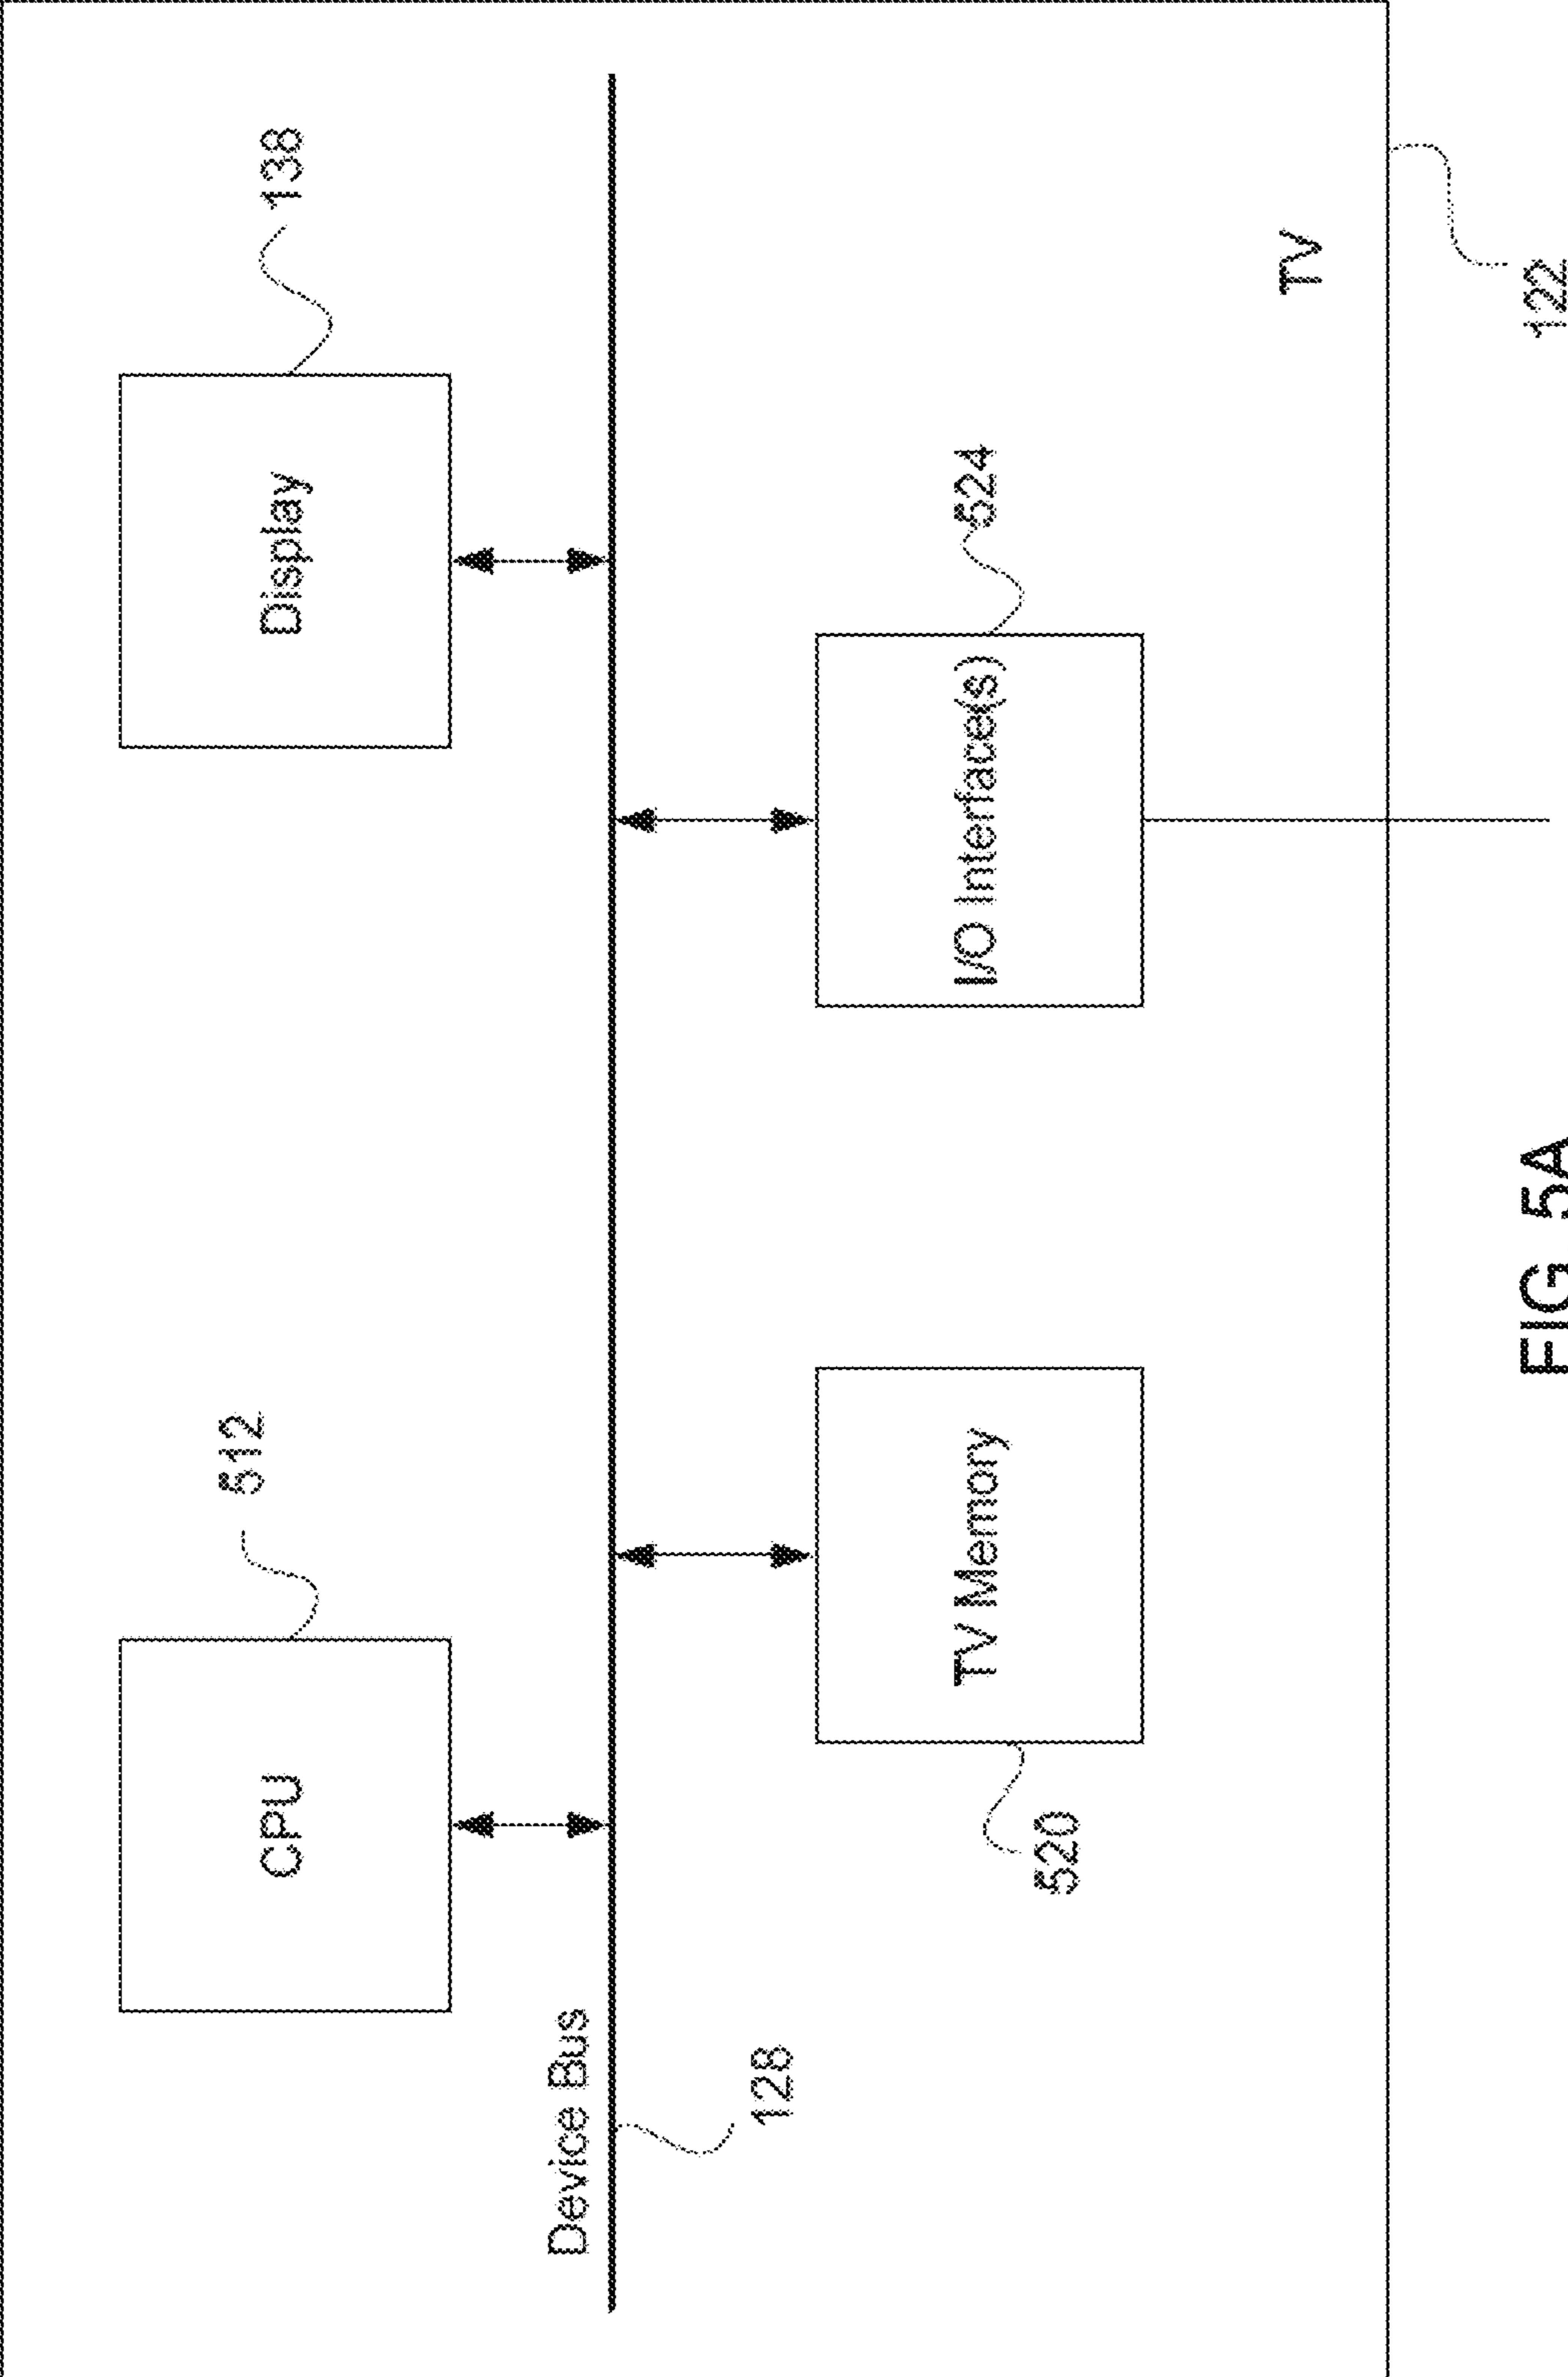 512
138
CPU
Display
Device Bus
128
TV Memory
I/O Interface(s)
524
520
TV
122
FIG 5A